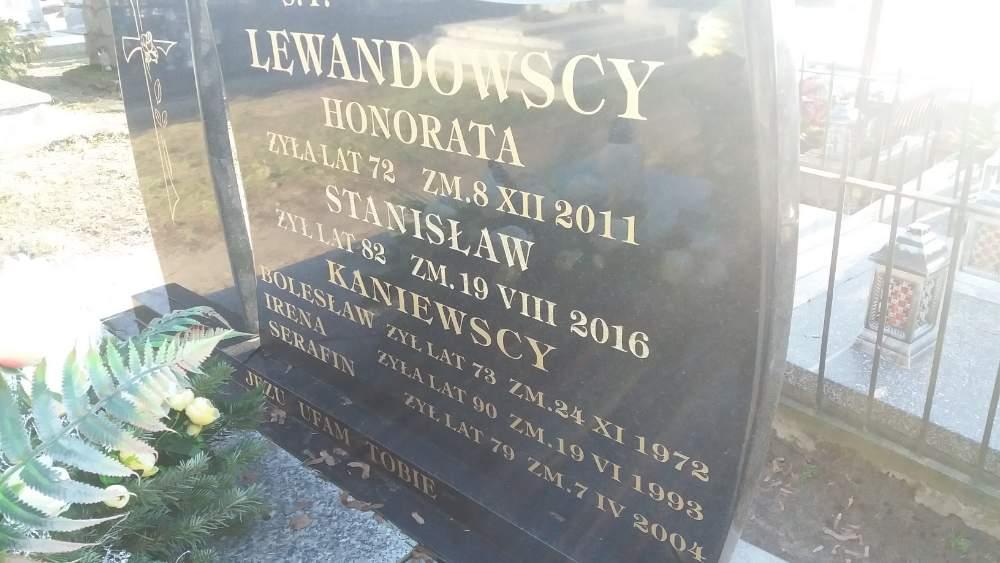 Ś.P.
LEWANDOWSCY
HONORATA
ŻYŁA LAT 72 ZM. 8 XII 2011
STANISŁAW
ŻYŁ LAT 82 ZM. 19 VIII 2016
KANIEWSCY
BOLESŁAW ŻYŁ LAT 73 ZM. 24 XI 1972
IRENA ŻYŁA LAT 90 ZM. 19 VI 1993
SERAFIN ŻYŁ LAT 79 ZM. 7 IV 2004
JEZU UFAM TOBIE